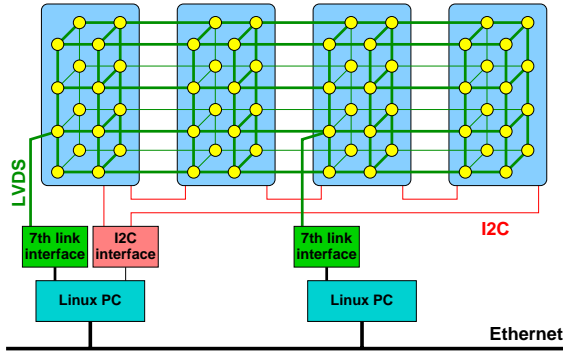 LVDS
I2C
7th link
interface
I2C
interface
7th link
interface
Linux PC
Linux PC
Ethernet